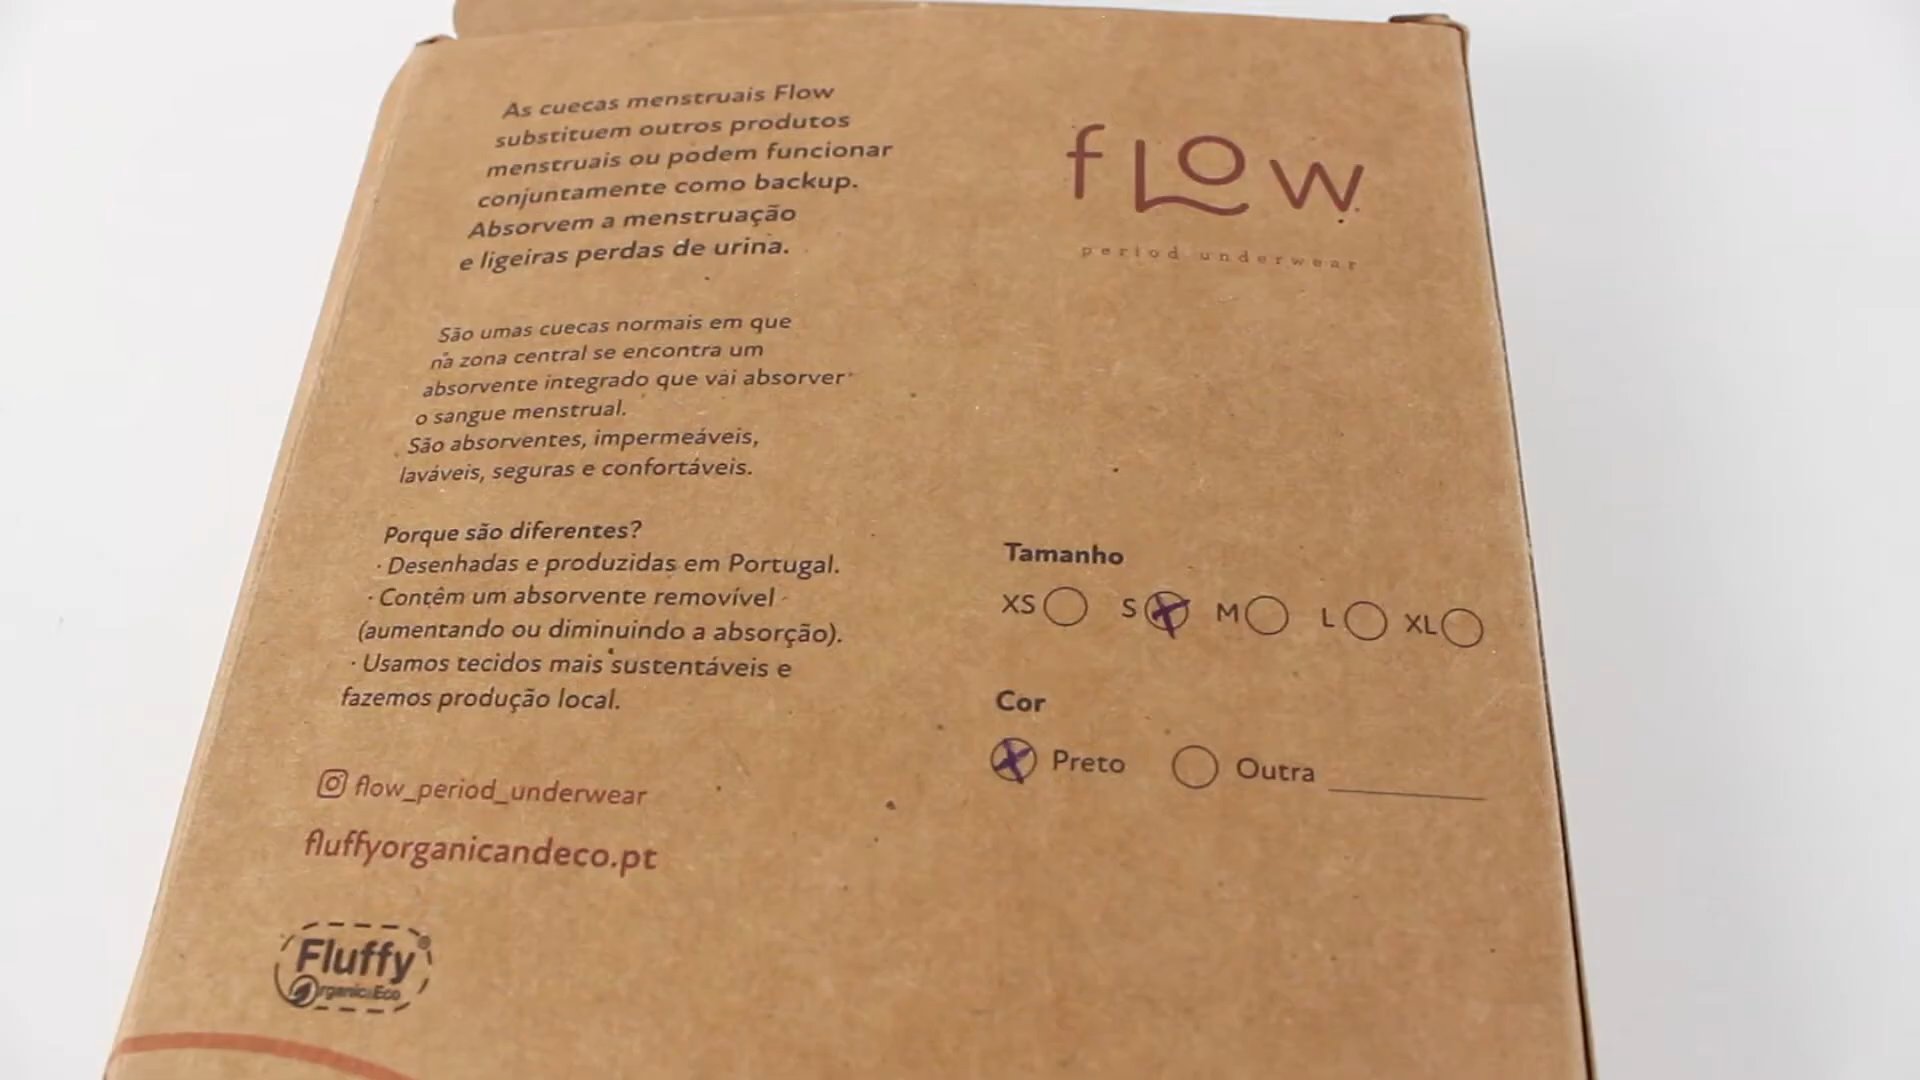 As cuecas menstruais Flow
substituem outros produtos
menstruais ou podem funcionar
conjuntamente como backup.
Absorvem a menstruação
e ligeiras perdas de urina.
São umas cuecas normais em que
na zona central se encontra um
absorvente integrado que vai absorver
o sangue menstrual.
São absorventes, impermeáveis,
laváveis, seguras e confortáveis.
Porque são diferentes?
· Desenhadas e produzidas em Portugal.
· Contêm um absorvente removível
(aumentando ou diminuindo a absorção).
· Usamos tecidos mais sustentáveis e
fazemos produção local.
flow_period_underwear
fluffyorganicandeco.pt
Fluffy®
Organic&Eco
fLOW
period underwear
Tamanho
XS S M L XL
Cor
Preto Outra